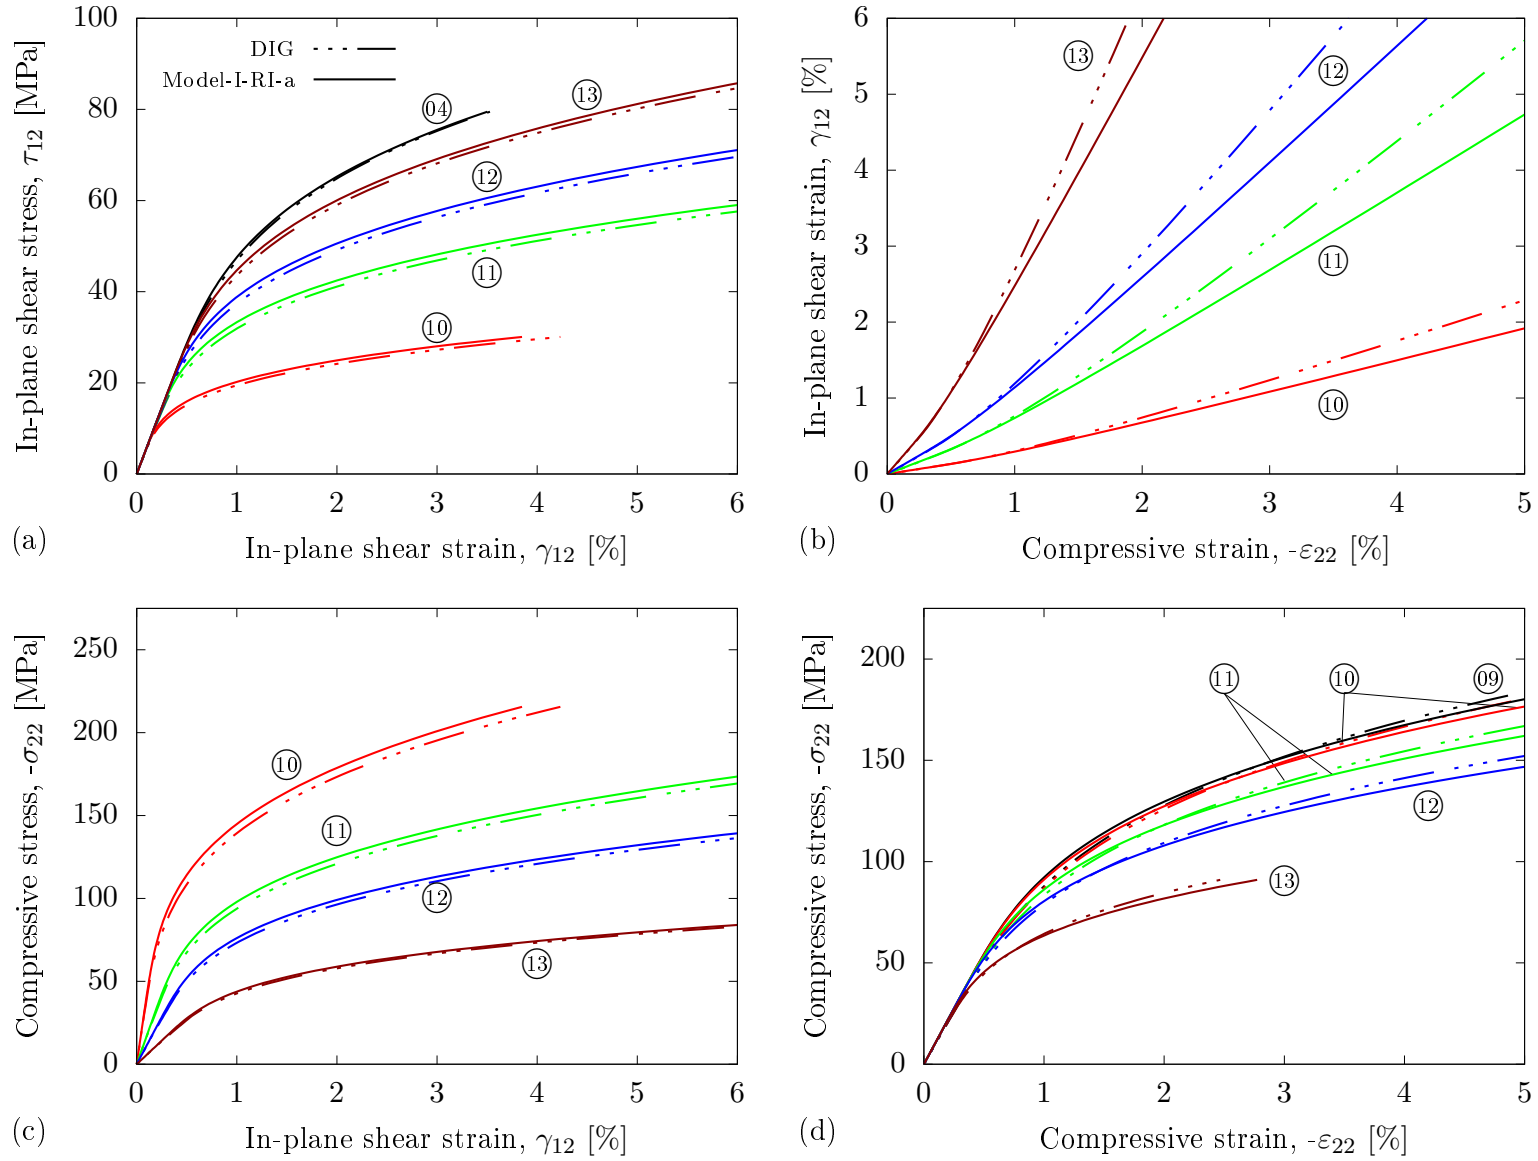 100
80
60
40
20
0
0 1 2 3 4 5 6
In-plane shear stress, τ12 [MPa]
In-plane shear strain, γ12 [%]
(a)
DIG
Model-I-RI-a
04
13
12
11
10
6
5
4
3
2
1
0
0 1 2 3 4 5
In-plane shear strain, γ12 [%]
Compressive strain, -ε22 [%]
(b)
13
12
11
10
250
200
150
100
50
0
0 1 2 3 4 5 6
Compressive stress, -σ22 [MPa]
In-plane shear strain, γ12 [%]
(c)
10
11
12
13
200
150
100
50
0
0 1 2 3 4 5
Compressive stress, -σ22 [MPa]
Compressive strain, -ε22 [%]
(d)
11 10 09
12
13